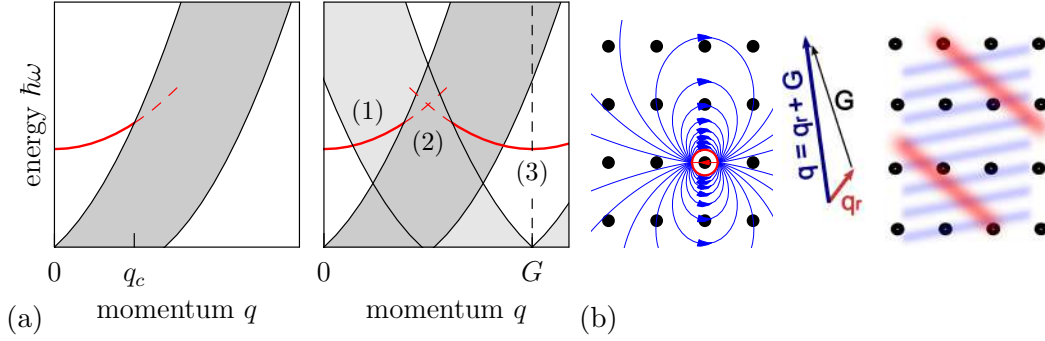 energy ħω
0
q_c
momentum q
(a)
(1)
(2)
(3)
0
G
momentum q
(b)
q = q_r + G
G
q_r